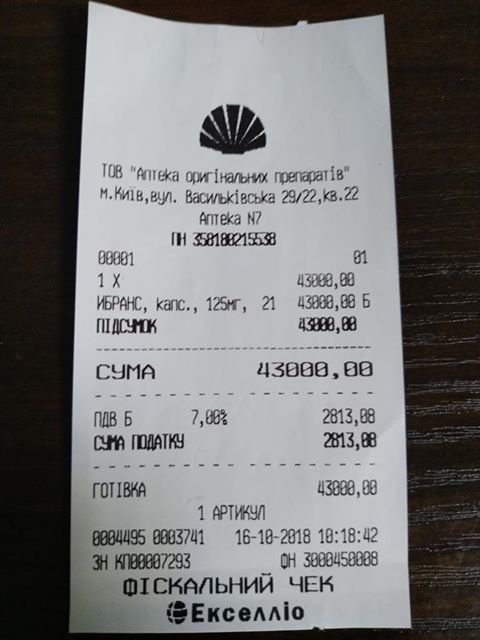 ТОВ "Аптека оригінальних препаратів"
м.Київ,вул. Васильківська 29/22,кв.22
Аптека N7
ПН 350180215538
00001 01
1 X 43000,00
ИБРАНС, капс., 125мг, 21 43000,00 Б
ПІДСУМОК 43000,00
СУМА 43000,00
ПДВ Б 7,00% 2813,08
СУМА ПОДАТКУ 2813,08
ГОТІВКА 43000,00
1 АРТИКУЛ
0004495 0003741 16-10-2018 10:18:42
ЗН КП00007293 ФН 3000450008
ФІСКАЛЬНИЙ ЧЕК
Екселліо